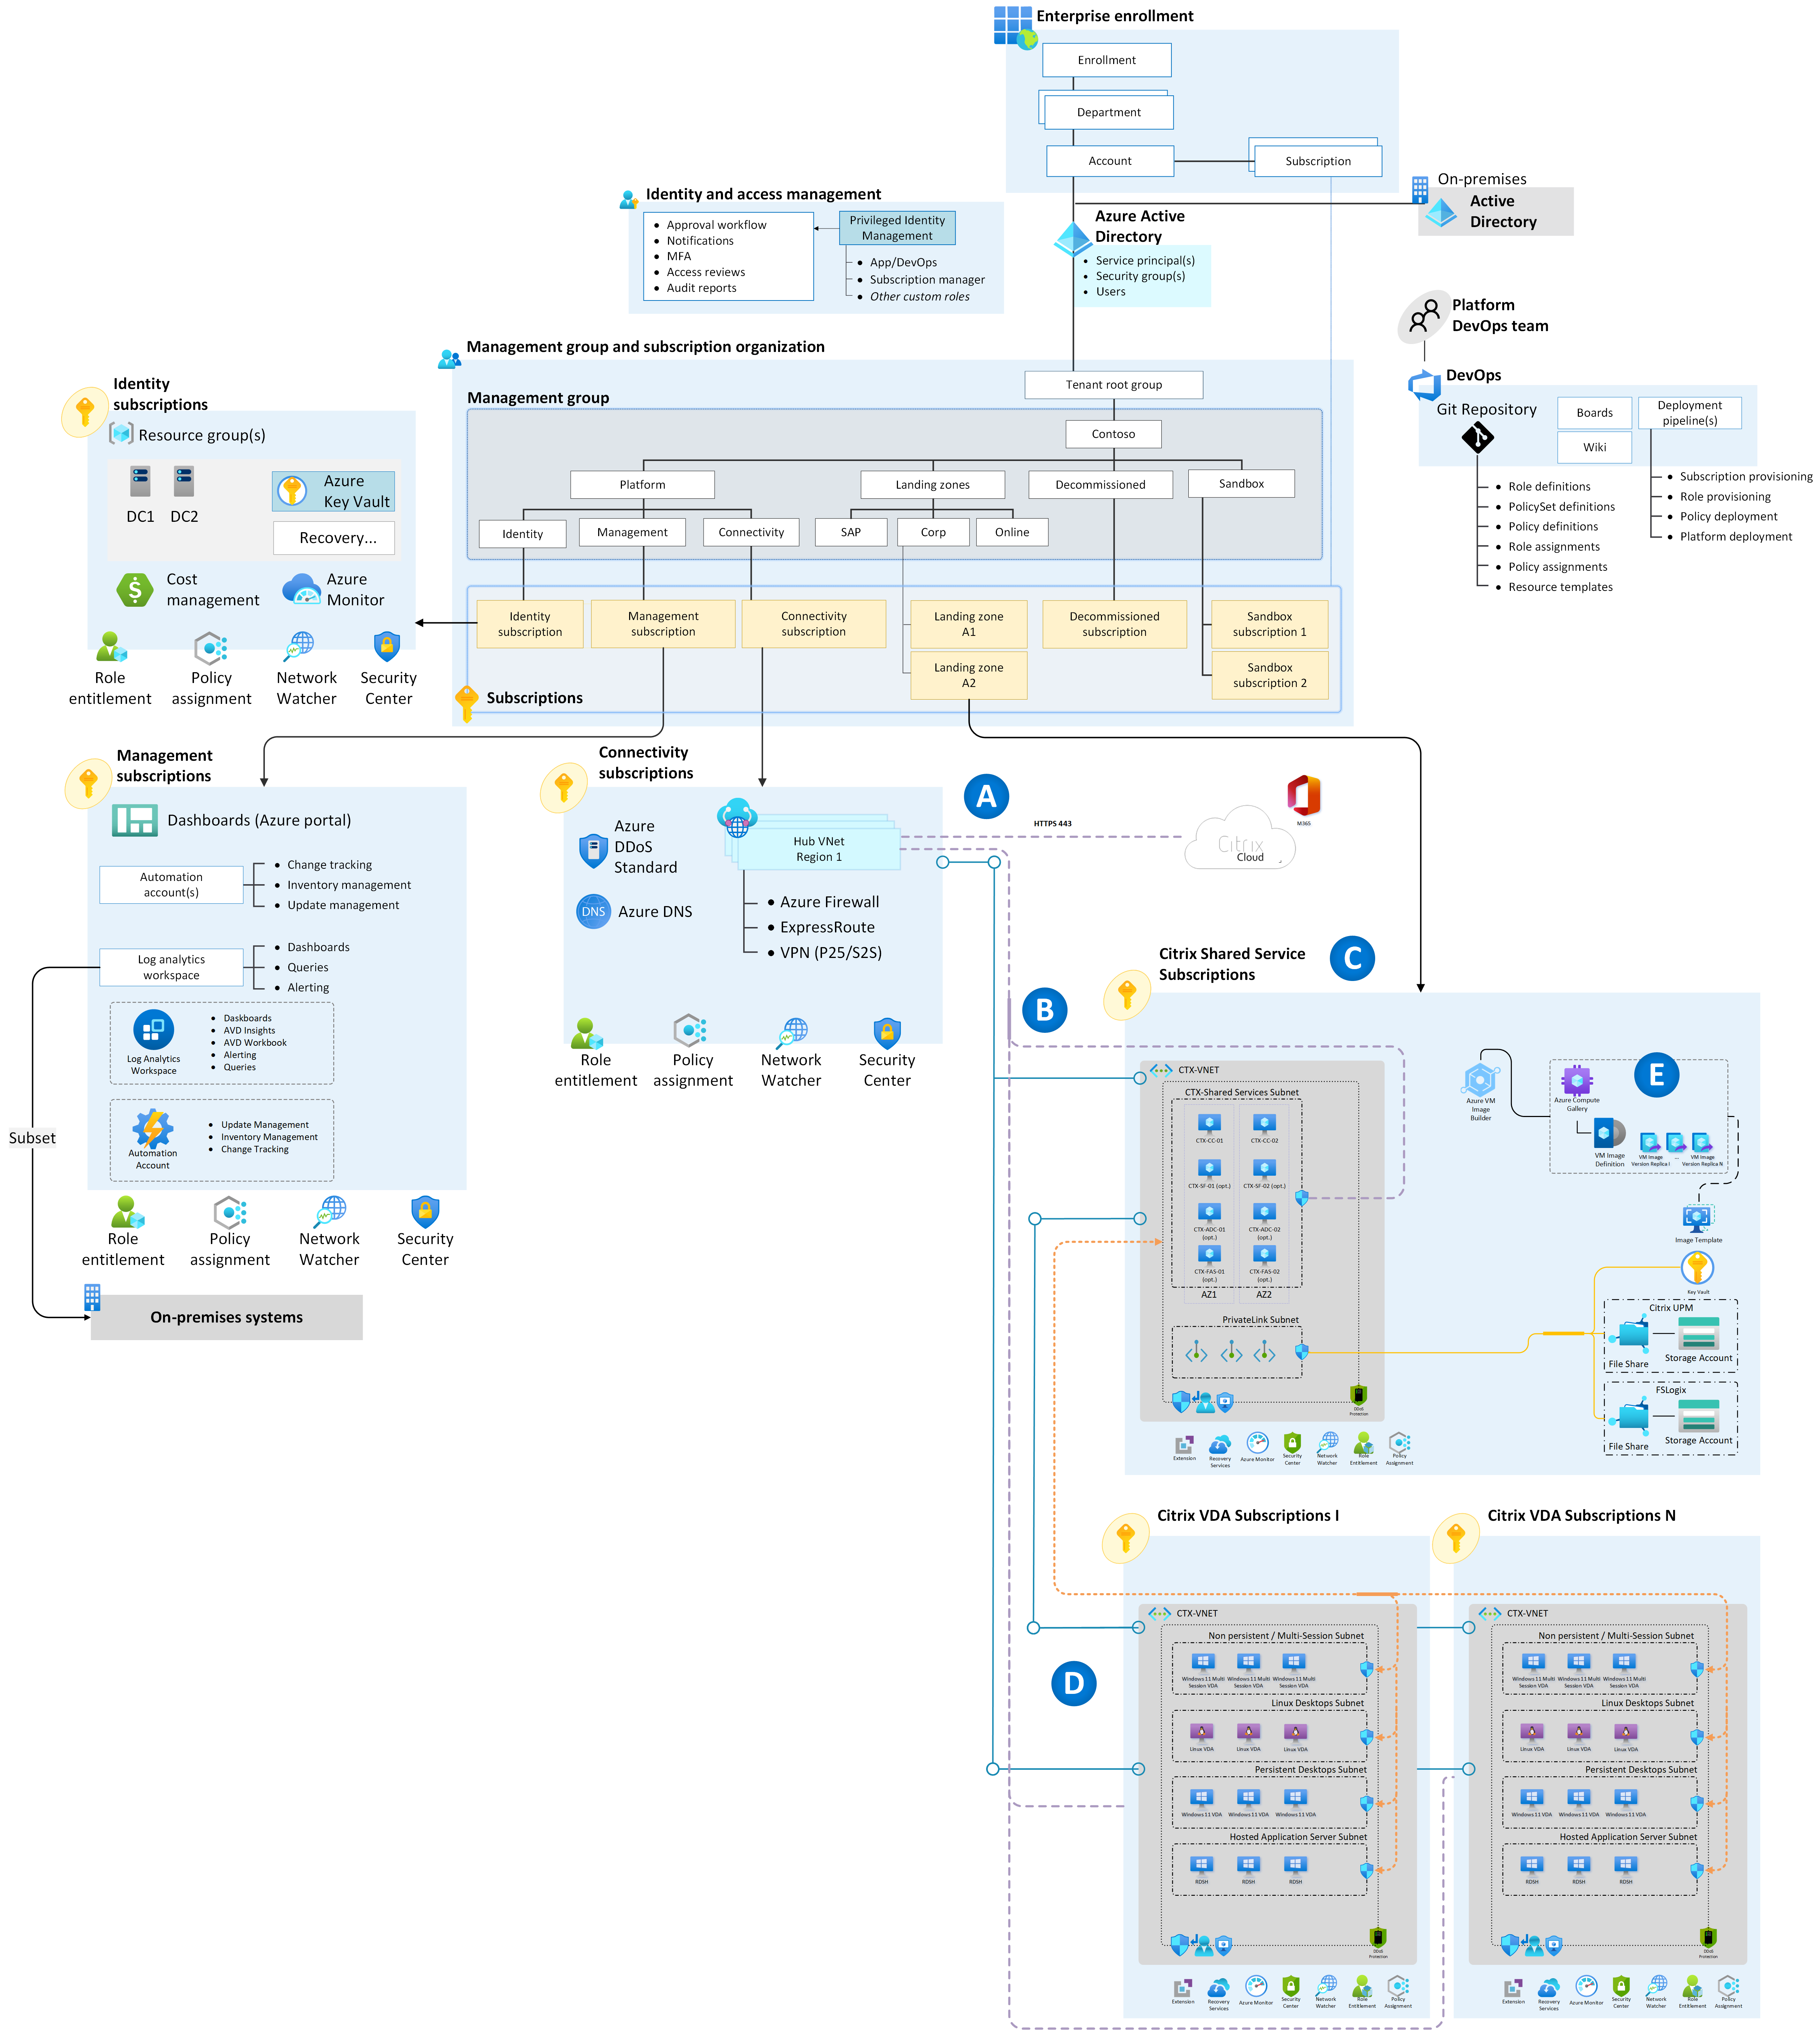 Enterprise enrollment
Enrollment
Department
Account
Subscription
On-premises
Active
Directory
Identity and access management
Approval workflow
Notifications
MFA
Access reviews
Audit reports
Privileged Identity
Management
App/DevOps
Subscription manager
Other custom roles
Azure Active
Directory
Service principal(s)
Security group(s)
Users
Platform
DevOps team
DevOps
Git Repository
Boards
Wiki
Deployment
pipeline(s)
Role definitions
PolicySet definitions
Policy definitions
Role assignments
Policy assignments
Resource templates
Subscription provisioning
Role provisioning
Policy deployment
Platform deployment
Management group and subscription organization
Tenant root group
Management group
Contoso
Platform
Landing zones
Decommissioned
Sandbox
Identity
Management
Connectivity
SAP
Corp
Online
Identity
subscription
Management
subscription
Connectivity
subscription
Landing zone
A1
Landing zone
A2
Decommissioned
subscription
Sandbox
subscription 1
Sandbox
subscription 2
Subscriptions
Identity
subscriptions
Resource group(s)
DC1
DC2
Azure
Key Vault
Recovery...
Cost
management
Azure
Monitor
Role
entitlement
Policy
assignment
Network
Watcher
Security
Center
Management
subscriptions
Dashboards (Azure portal)
Automation
account(s)
Change tracking
Inventory management
Update management
Log analytics
workspace
Dashboards
Queries
Alerting
Log Analytics
Workspace
Daskboards
AVD Insights
AVD Workbook
Alerting
Queries
Automation
Account
Update Management
Inventory Management
Change Tracking
Role
entitlement
Policy
assignment
Network
Watcher
Security
Center
Subset
On-premises systems
Connectivity
subscriptions
Azure
DDoS
Standard
Azure DNS
DNS
Hub VNet
Region 1
Azure Firewall
ExpressRoute
VPN (P25/S2S)
Role
entitlement
Policy
assignment
Network
Watcher
Security
Center
A
HTTPS 443
M365
Citrix
Cloud
B
Citrix Shared Service
Subscriptions
C
CTX-VNET
CTX-Shared Services Subnet
CTX-CC-01
CTX-CC-02
CTX-SF-01 (opt.)
CTX-SF-02 (opt.)
CTX-ADC-01
(opt.)
CTX-ADC-02
(opt.)
CTX-FAS-01
(opt.)
CTX-FAS-02
(opt.)
AZ1
AZ2
PrivateLink Subnet
DDoS
Protection
Extension
Recovery
Services
Azure Monitor
Security
Center
Network
Watcher
Role
Entitlement
Policy
Assignment
Azure VM
Image
Builder
Azure Compute
Gallery
E
VM Image
Definition
VM Image
Version Replica I
...
VM Image
Version Replica N
Image Template
Key Vault
Citrix UPM
File Share
Storage Account
FSLogix
File Share
Storage Account
Citrix VDA Subscriptions I
D
CTX-VNET
Non persistent / Multi-Session Subnet
Windows 11 Multi
Session VDA
Windows 11 Multi
Session VDA
Windows 11 Multi
Session VDA
Linux Desktops Subnet
Linux VDA
Linux VDA
Linux VDA
Persistent Desktops Subnet
Windows 11 VDA
Windows 11 VDA
Windows 11 VDA
Hosted Application Server Subnet
RDSH
RDSH
RDSH
DDoS
Protection
Extension
Recovery
Services
Azure Monitor
Security
Center
Network
Watcher
Role
Entitlement
Policy
Assignment
Citrix VDA Subscriptions N
CTX-VNET
Non persistent / Multi-Session Subnet
Windows 11 Multi
Session VDA
Windows 11 Multi
Session VDA
Windows 11 Multi
Session VDA
Linux Desktops Subnet
Linux VDA
Linux VDA
Linux VDA
Persistent Desktops Subnet
Windows 11 VDA
Windows 11 VDA
Windows 11 VDA
Hosted Application Server Subnet
RDSH
RDSH
RDSH
DDoS
Protection
Extension
Recovery
Services
Azure Monitor
Security
Center
Network
Watcher
Role
Entitlement
Policy
Assignment